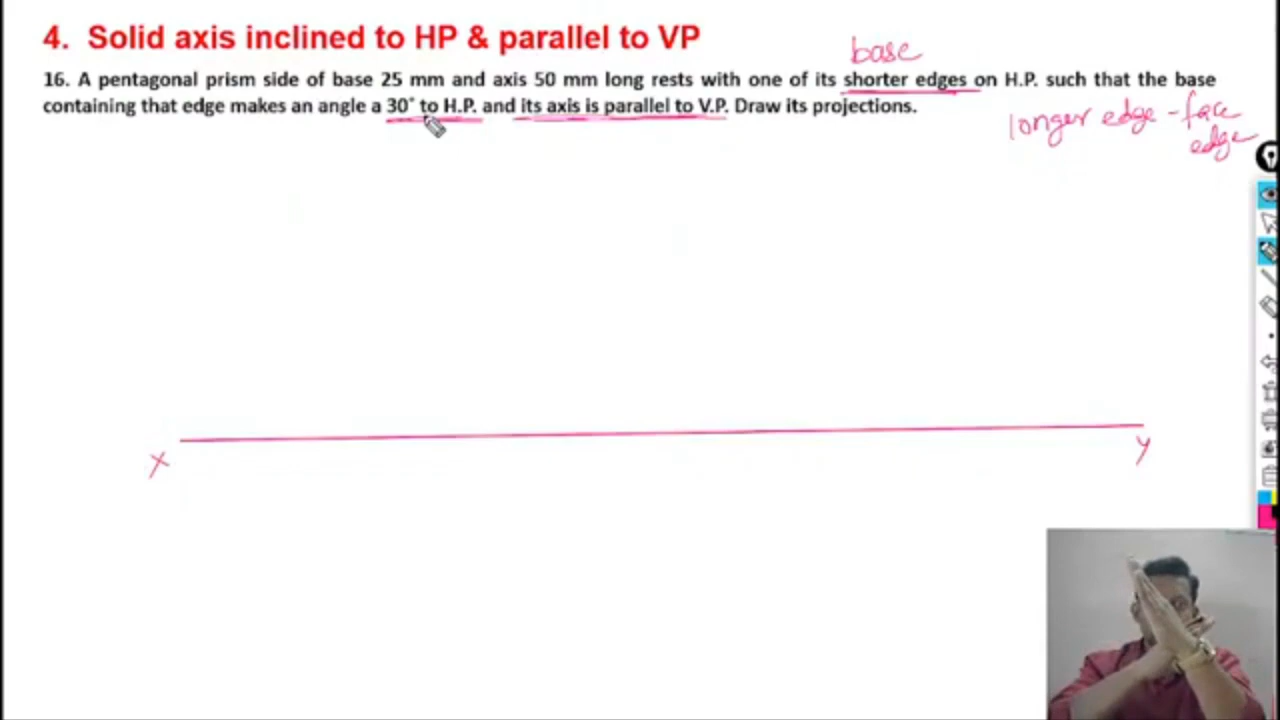 4. Solid axis inclined to HP & parallel to VP
base
16. A pentagonal prism side of base 25 mm and axis 50 mm long rests with one of its shorter edges on H.P. such that the base
containing that edge makes an angle a 30° to H.P. and its axis is parallel to V.P. Draw its projections.
longer edge - face
edge
X
Y